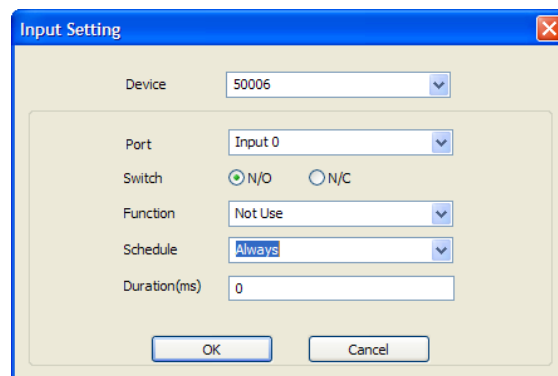 Input Setting
Device 50006
Port Input 0
Switch N/O N/C
Function Not Use
Schedule Always
Duration(ms) 0
OK Cancel